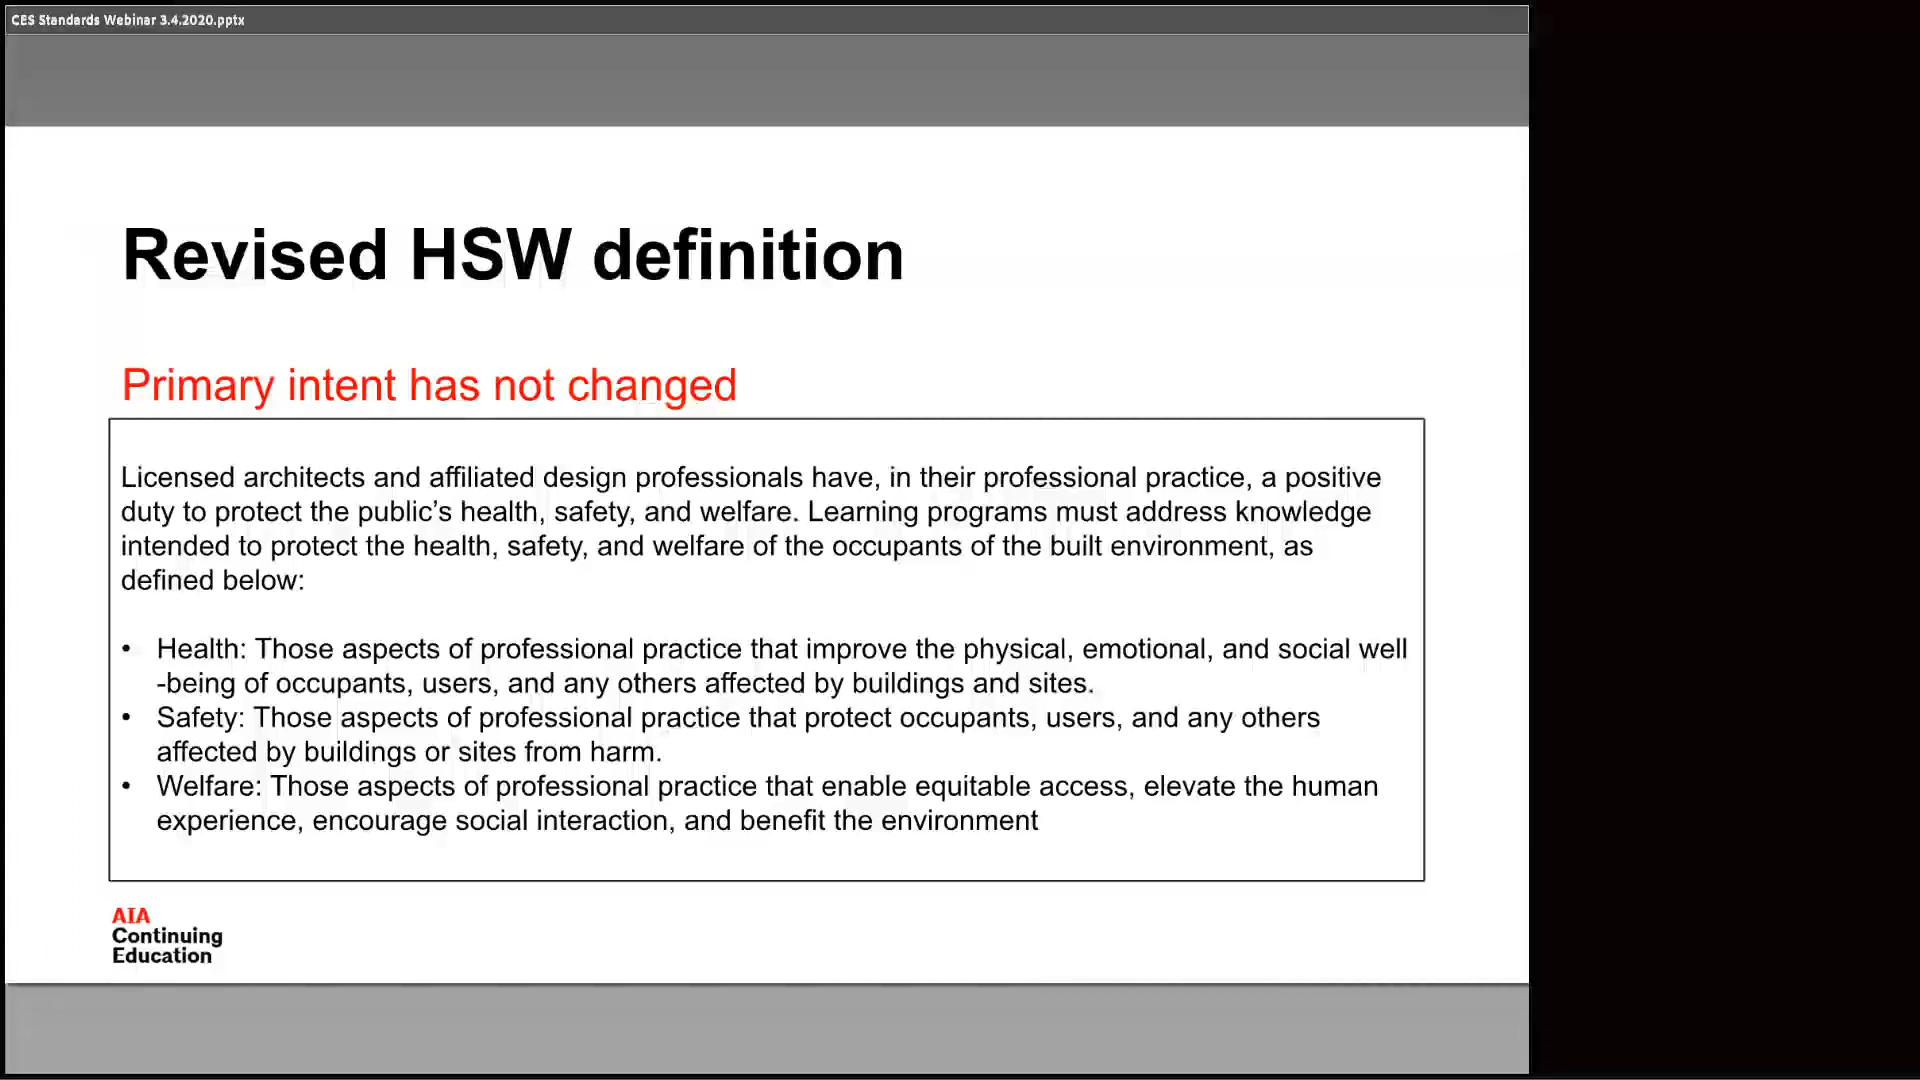 CES Standards Webinar 3.4.2020.pptx
Revised HSW definition
Primary intent has not changed
Licensed architects and affiliated design professionals have, in their professional practice, a positive
duty to protect the public’s health, safety, and welfare. Learning programs must address knowledge
intended to protect the health, safety, and welfare of the occupants of the built environment, as
defined below:
• Health: Those aspects of professional practice that improve the physical, emotional, and social well
-being of occupants, users, and any others affected by buildings and sites.
• Safety: Those aspects of professional practice that protect occupants, users, and any others
affected by buildings or sites from harm.
• Welfare: Those aspects of professional practice that enable equitable access, elevate the human
experience, encourage social interaction, and benefit the environment
AIA
Continuing
Education